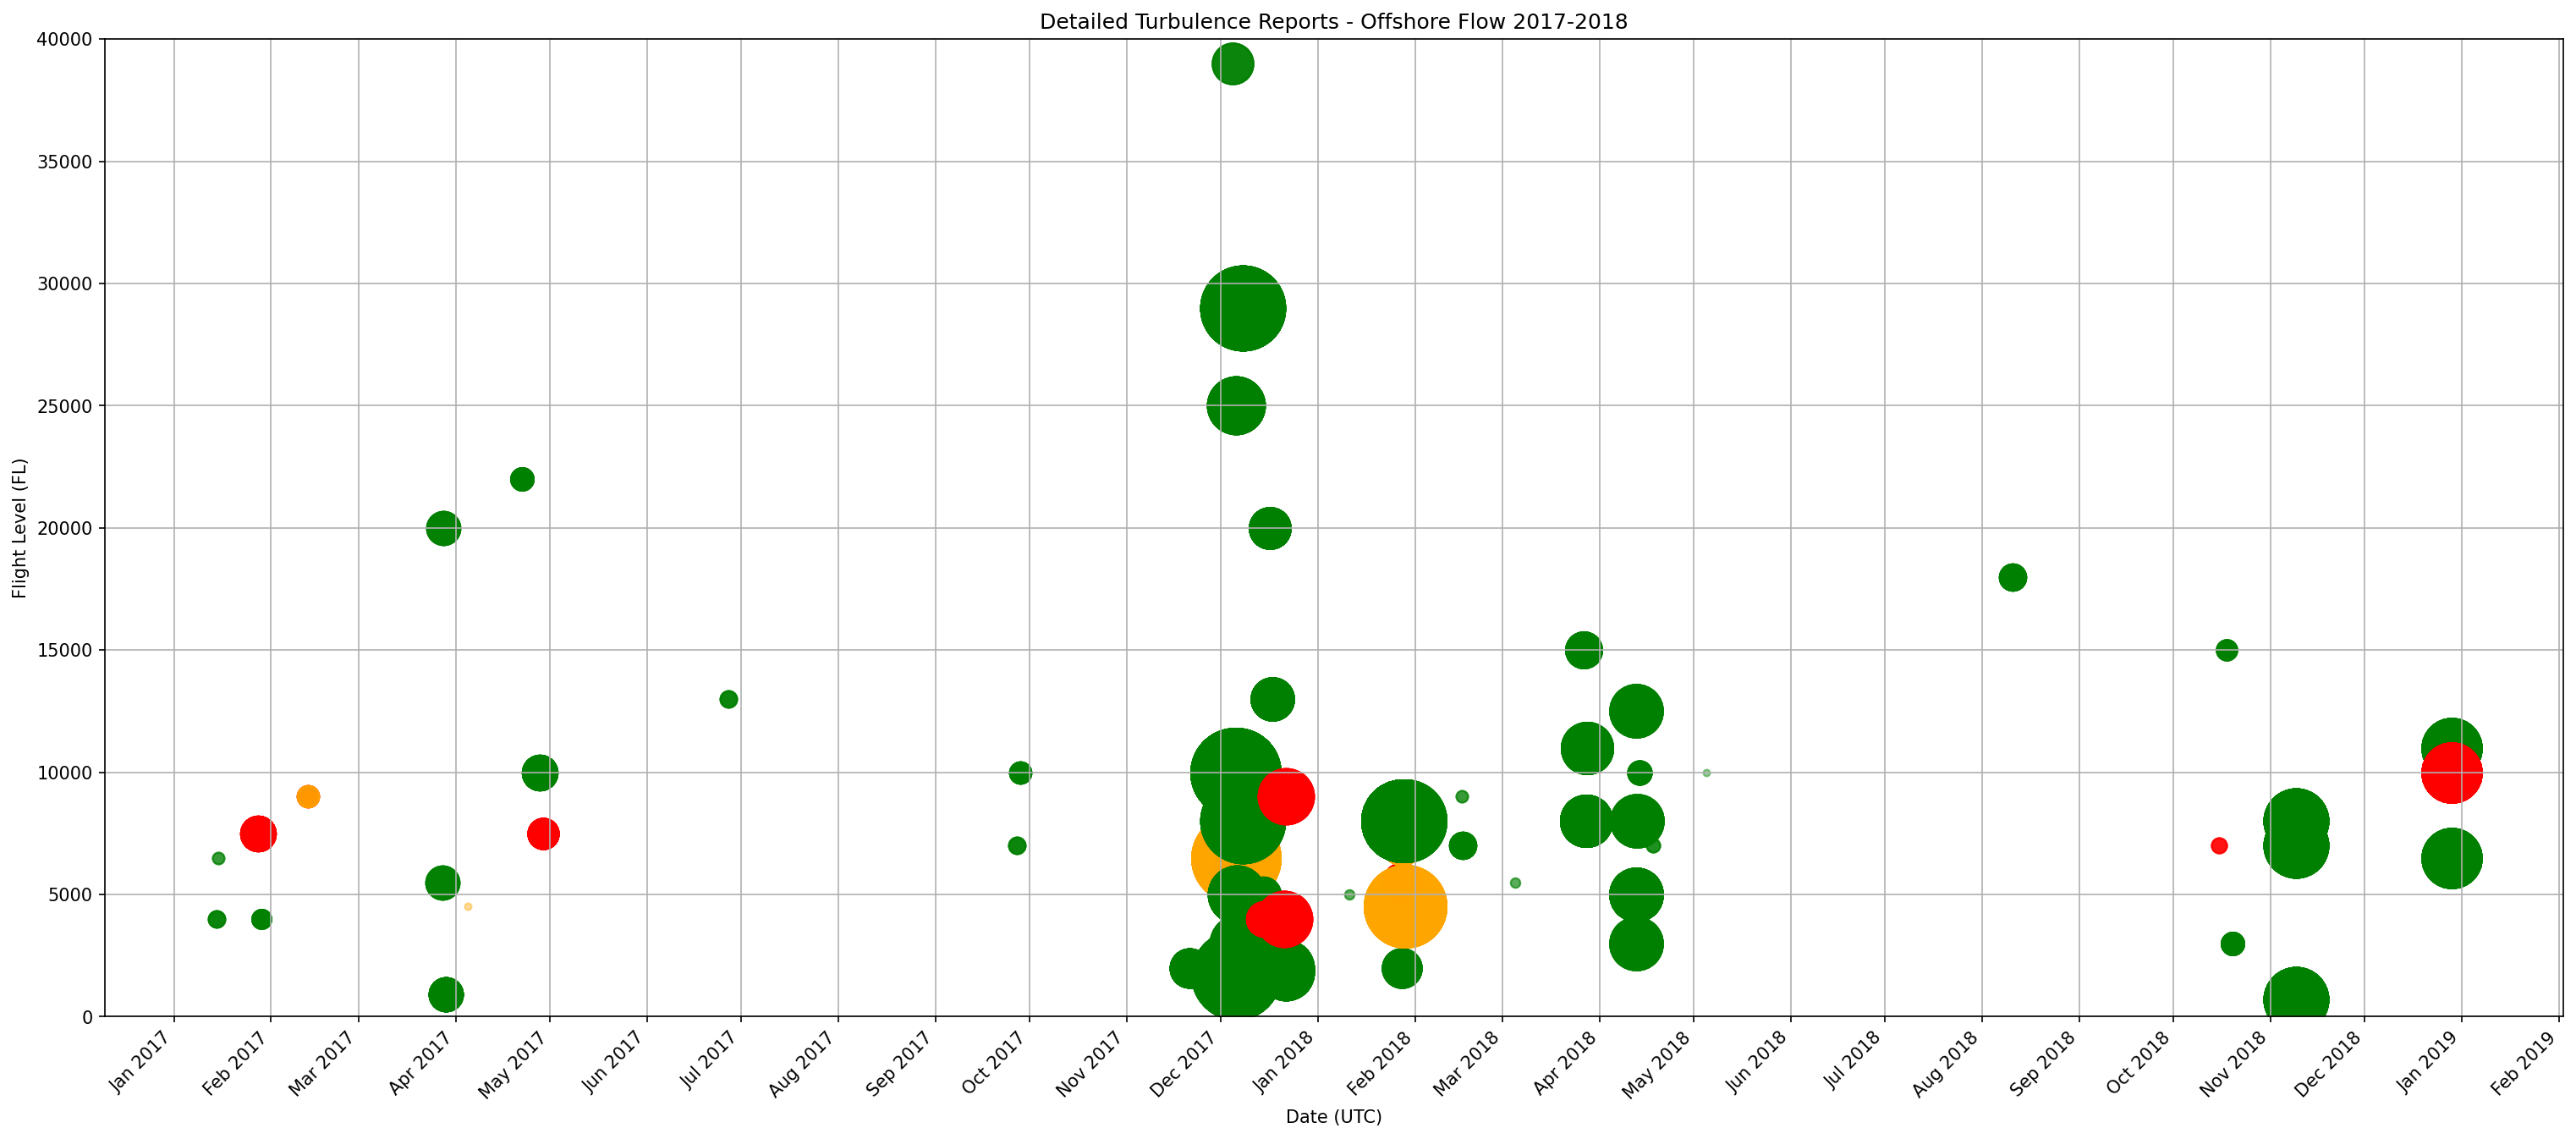 Detailed Turbulence Reports - Offshore Flow 2017-2018
Flight Level (FL)
40000
35000
30000
25000
20000
15000
10000
5000
0
Jan 2017
Feb 2017
Mar 2017
Apr 2017
May 2017
Jun 2017
Jul 2017
Aug 2017
Sep 2017
Oct 2017
Nov 2017
Dec 2017
Jan 2018
Feb 2018
Mar 2018
Apr 2018
May 2018
Jun 2018
Jul 2018
Aug 2018
Sep 2018
Oct 2018
Nov 2018
Dec 2018
Jan 2019
Feb 2019
Date (UTC)